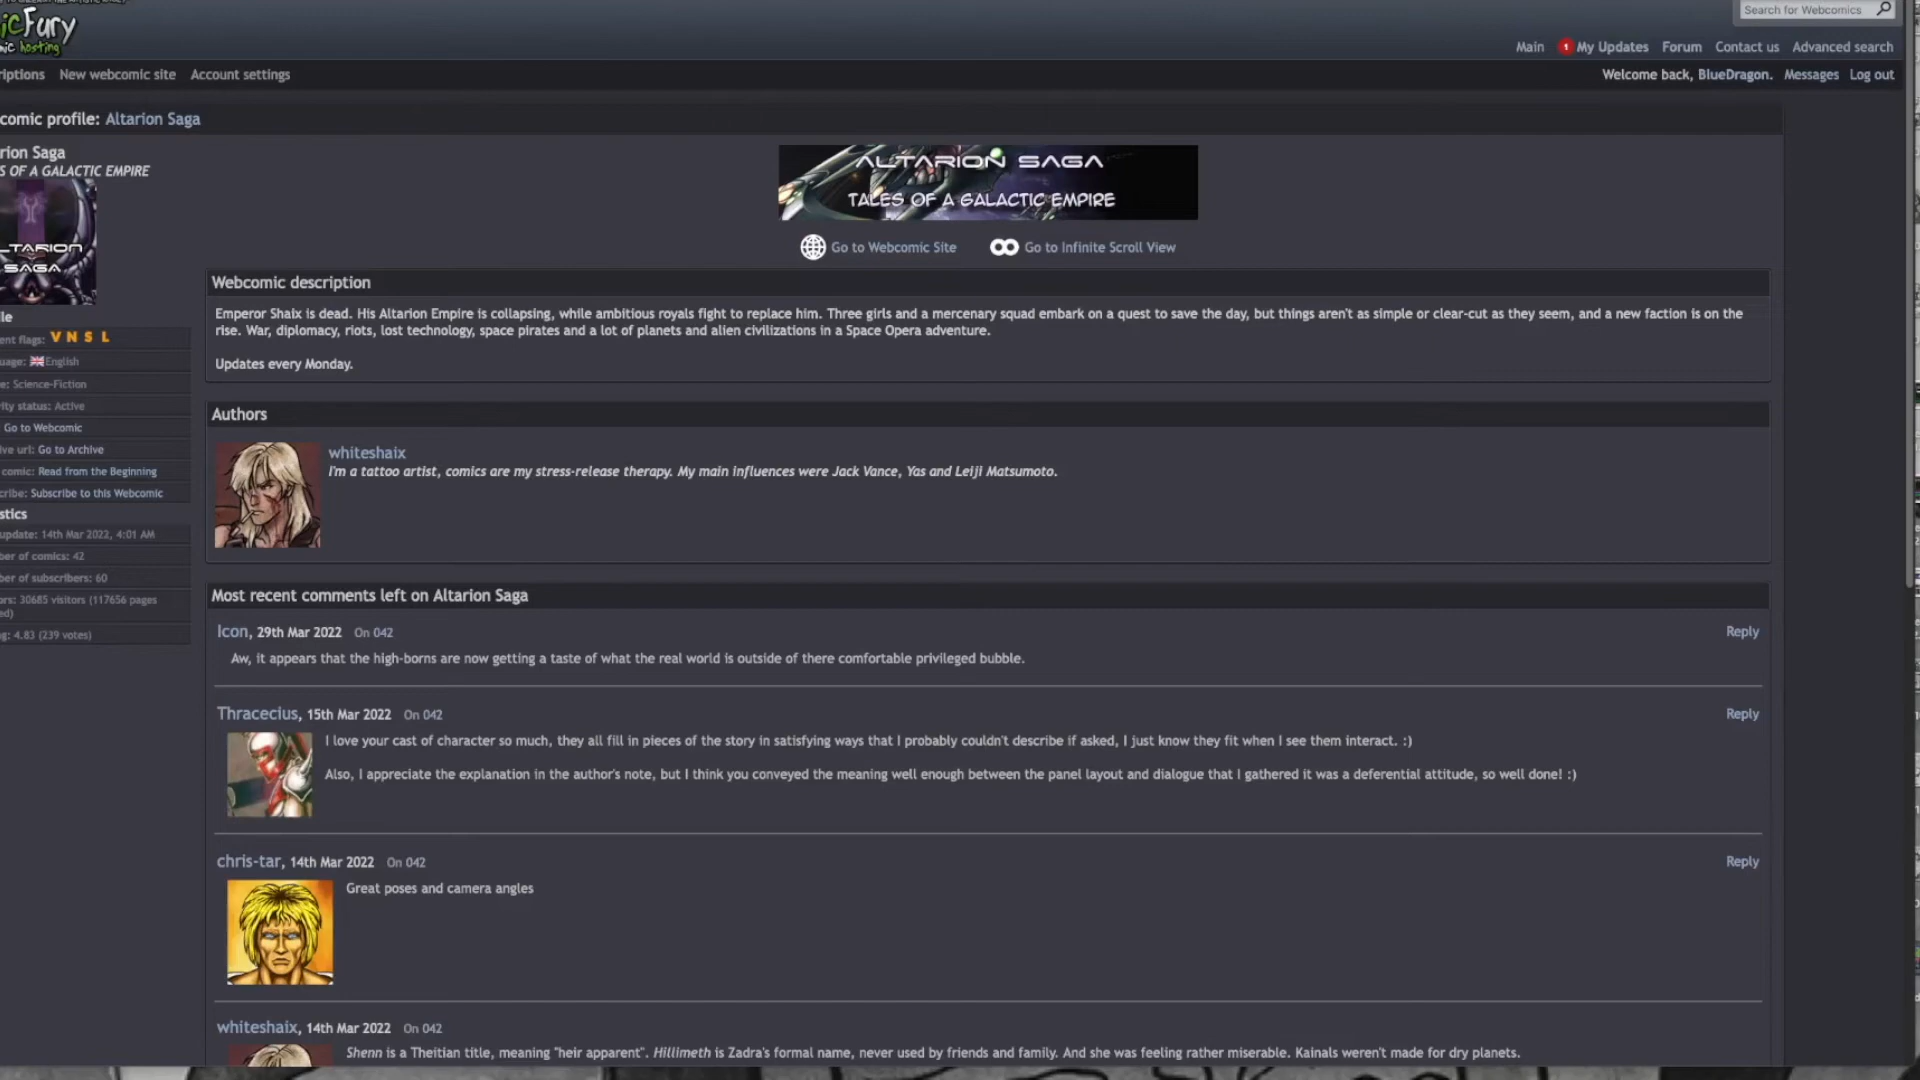 icFury
Search for Webcomics
ic hosting
Main 1 My Updates Forum Contact us Advanced search
riptions New webcomic site Account settings
Welcome back, BlueDragon. Messages Log out
comic profile: Altarion Saga
rion Saga
S OF A GALACTIC EMPIRE
LTARION
SAGA
ALTARION SAGA
TALES OF A GALACTIC EMPIRE
Go to Webcomic Site Go to Infinite Scroll View
Webcomic description
Emperor Shaix is dead. His Altarion Empire is collapsing, while ambitious royals fight to replace him. Three girls and a mercenary squad embark on a quest to save the day, but things aren't as simple or clear-cut as they seem, and a new faction is on the
rise. War, diplomacy, riots, lost technology, space pirates and a lot of planets and alien civilizations in a Space Opera adventure.
Updates every Monday.
le
ent flags: V N S L
uage: English
e: Science-Fiction
ity status: Active
Go to Webcomic
ive url: Go to Archive
comic: Read from the Beginning
cribe: Subscribe to this Webcomic
stics
update: 14th Mar 2022, 4:01 AM
ber of comics: 42
ber of subscribers: 60
ors: 30685 visitors (117656 pages
ed)
g: 4.83 (239 votes)
Authors
whiteshaix
I'm a tattoo artist, comics are my stress-release therapy. My main influences were Jack Vance, Yas and Leiji Matsumoto.
Most recent comments left on Altarion Saga
Icon, 29th Mar 2022 On 042 Reply
Aw, it appears that the high-borns are now getting a taste of what the real world is outside of there comfortable privileged bubble.
Thracecius, 15th Mar 2022 On 042 Reply
I love your cast of character so much, they all fill in pieces of the story in satisfying ways that I probably couldn't describe if asked, I just know they fit when I see them interact. :)
Also, I appreciate the explanation in the author's note, but I think you conveyed the meaning well enough between the panel layout and dialogue that I gathered it was a deferential attitude, so well done! :)
chris-tar, 14th Mar 2022 On 042 Reply
Great poses and camera angles
whiteshaix, 14th Mar 2022 On 042
Shenn is a Theitian title, meaning "heir apparent". Hillimeth is Zadra's formal name, never used by friends and family. And she was feeling rather miserable. Kainals weren't made for dry planets.